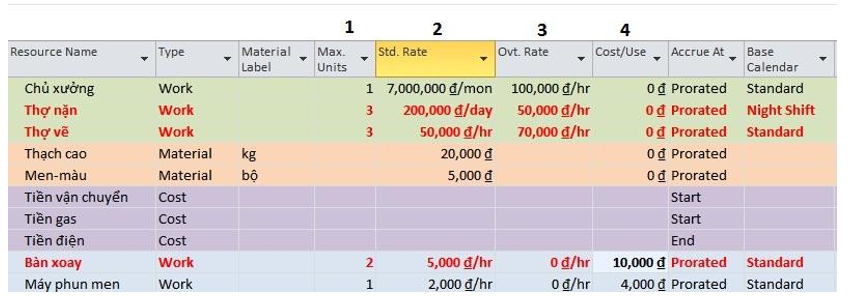 1 2 3 4
Resource Name Type Material Label Max. Units Std. Rate Ovt. Rate Cost/Use Accrue At Base Calendar
Chủ xưởng Work 1 7,000,000 ₫/mon 100,000 ₫/hr 0 ₫ Prorated Standard
Thợ nặn Work 3 200,000 ₫/day 50,000 ₫/hr 0 ₫ Prorated Night Shift
Thợ vẽ Work 3 50,000 ₫/hr 70,000 ₫/hr 0 ₫ Prorated Standard
Thạch cao Material kg 20,000 ₫ 0 ₫ Prorated
Men-màu Material bộ 5,000 ₫ 0 ₫ Prorated
Tiền vận chuyển Cost Start
Tiền gas Cost Start
Tiền điện Cost End
Bàn xoay Work 2 5,000 ₫/hr 0 ₫/hr 10,000 ₫ Prorated Standard
Máy phun men Work 1 2,000 ₫/hr 0 ₫/hr 4,000 ₫ Prorated Standard